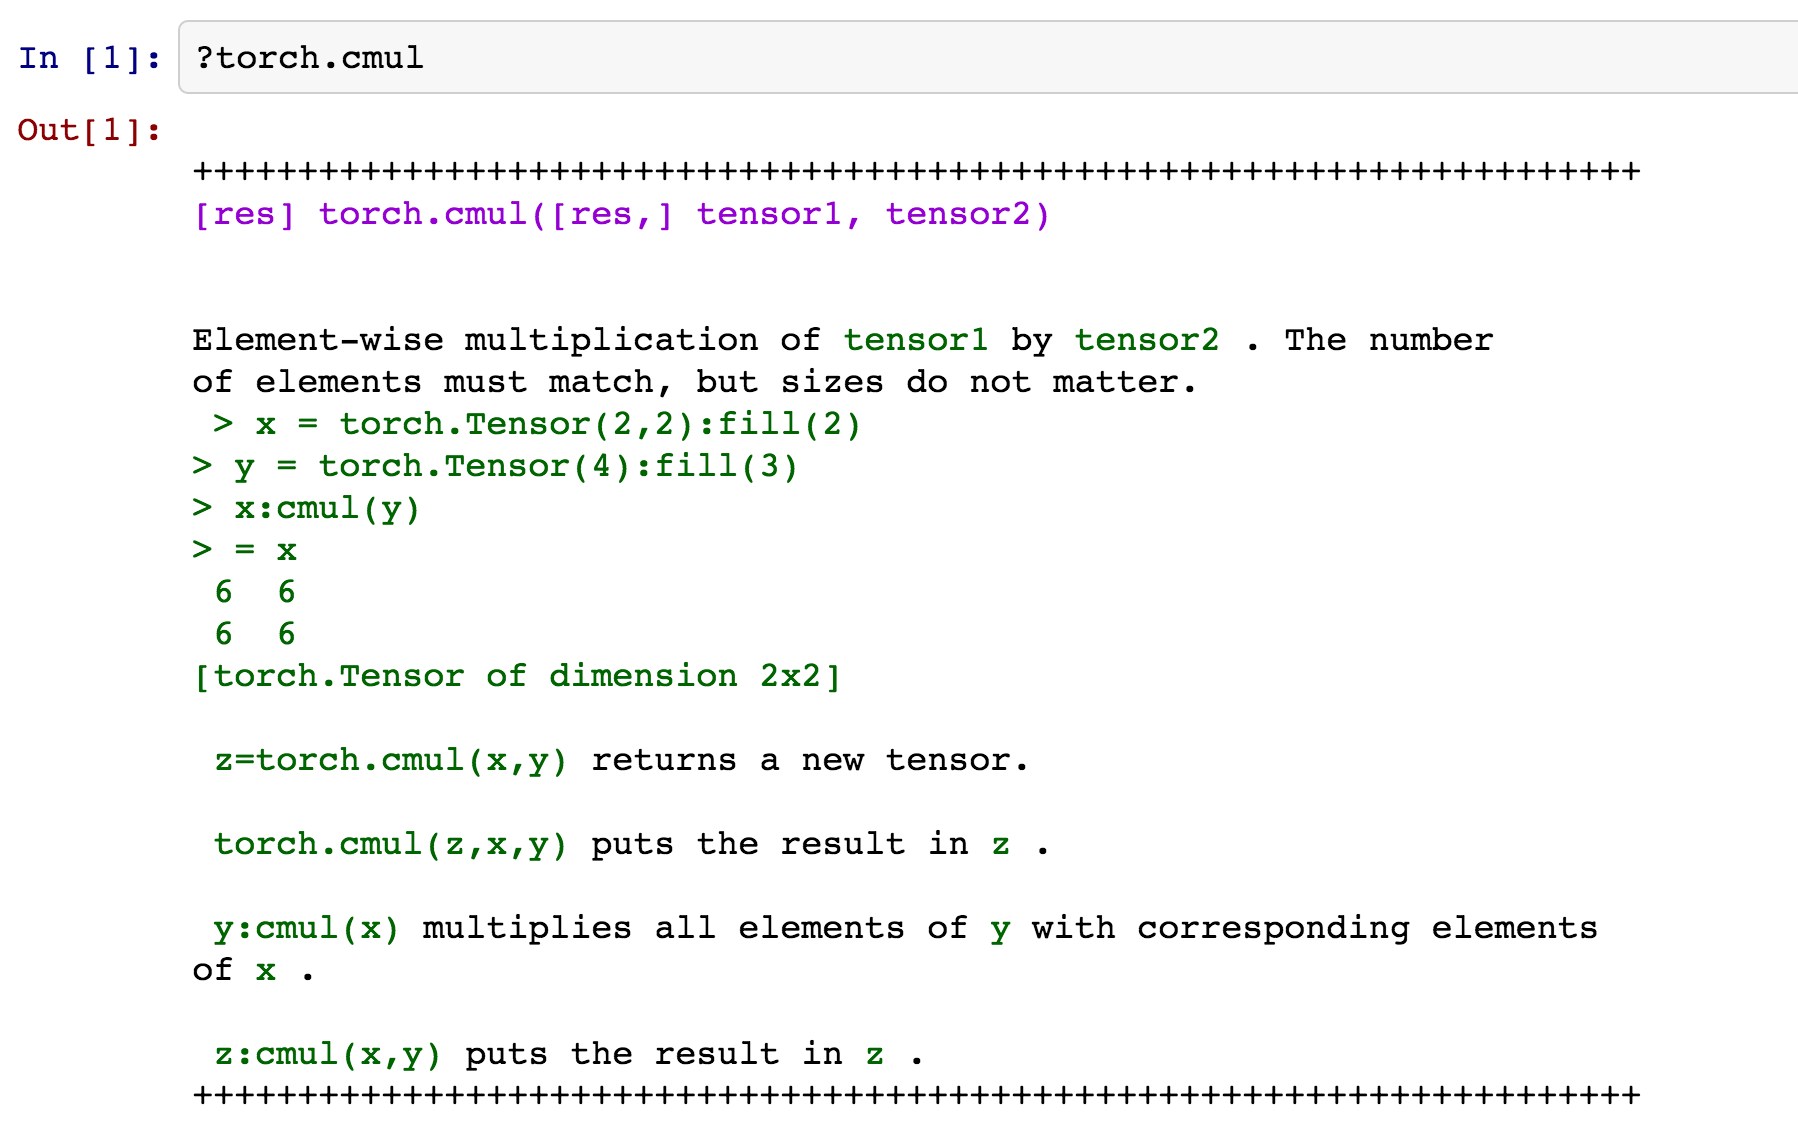 In [1]: ?torch.cmul
Out[1]:
+++++++++++++++++++++++++++++++++++++++++++++++++++++++++++++++++++++
[res] torch.cmul([res,] tensor1, tensor2)
Element-wise multiplication of tensor1 by tensor2 . The number
of elements must match, but sizes do not matter.
> x = torch.Tensor(2,2):fill(2)
> y = torch.Tensor(4):fill(3)
> x:cmul(y)
> = x
6 6
6 6
[torch.Tensor of dimension 2x2]
z=torch.cmul(x,y) returns a new tensor.
torch.cmul(z,x,y) puts the result in z .
y:cmul(x) multiplies all elements of y with corresponding elements
of x .
z:cmul(x,y) puts the result in z .
+++++++++++++++++++++++++++++++++++++++++++++++++++++++++++++++++++++